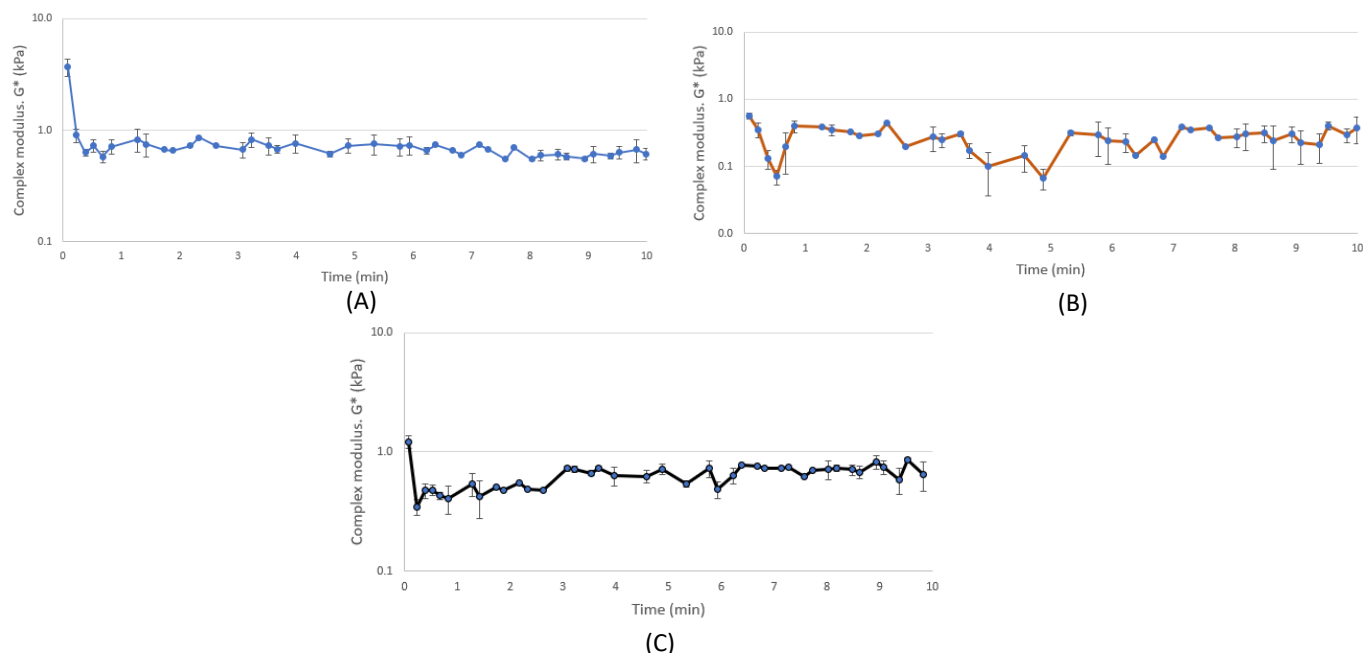 10.0
1.0
0.1
Complex modulus. G* (kPa)
0 1 2 3 4 5 6 7 8 9 10
Time (min)
(A)
10.0
1.0
0.1
0.0
Complex modulus. G* (kPa)
0 1 2 3 4 5 6 7 8 9 10
Time (min)
(B)
10.0
1.0
0.1
Complex modulus. G* (kPa)
0 1 2 3 4 5 6 7 8 9 10
Time (min)
(C)